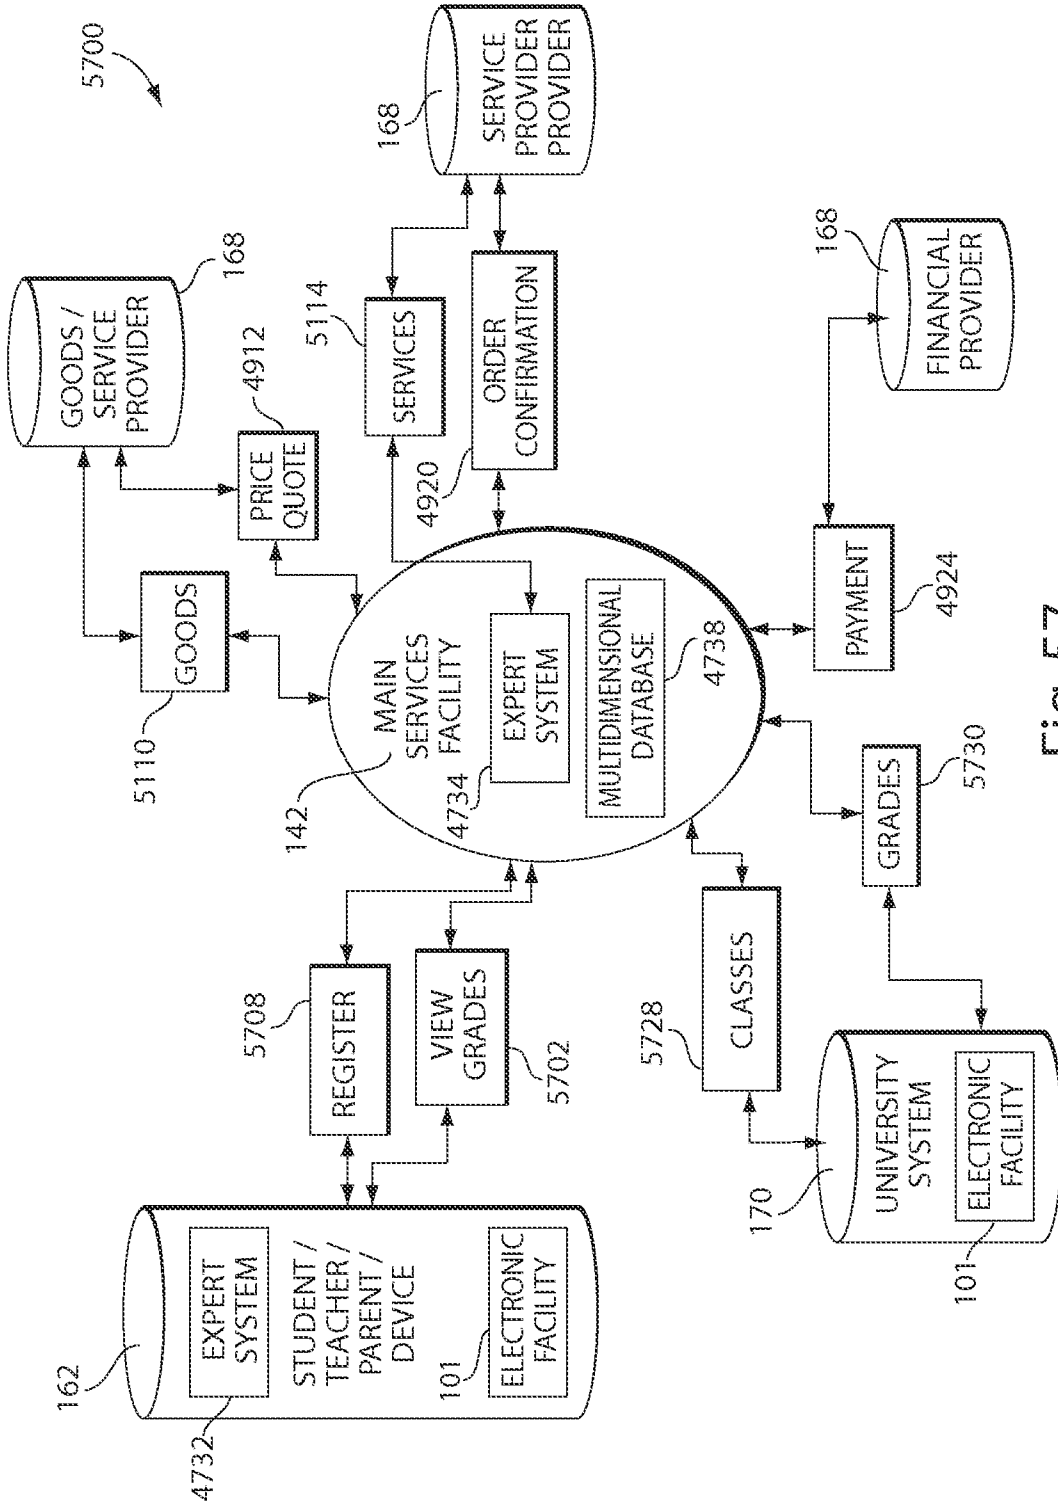 5700
162
EXPERT
SYSTEM
4732
STUDENT /
TEACHER /
PARENT /
DEVICE
101
ELECTRONIC
FACILITY
5708
REGISTER
VIEW
GRADES
5702
5110
GOODS
GOODS /
SERVICE
PROVIDER
168
4912
PRICE
QUOTE
142
MAIN
SERVICES
FACILITY
4734
EXPERT
SYSTEM
MULTIDIMENSIONAL
DATABASE
4738
5114
SERVICES
4920
ORDER
CONFIRMATION
168
SERVICE
PROVIDER
PROVIDER
170
UNIVERSITY
SYSTEM
ELECTRONIC
FACILITY
101
5728
CLASSES
GRADES
5730
PAYMENT
4924
168
FINANCIAL
PROVIDER